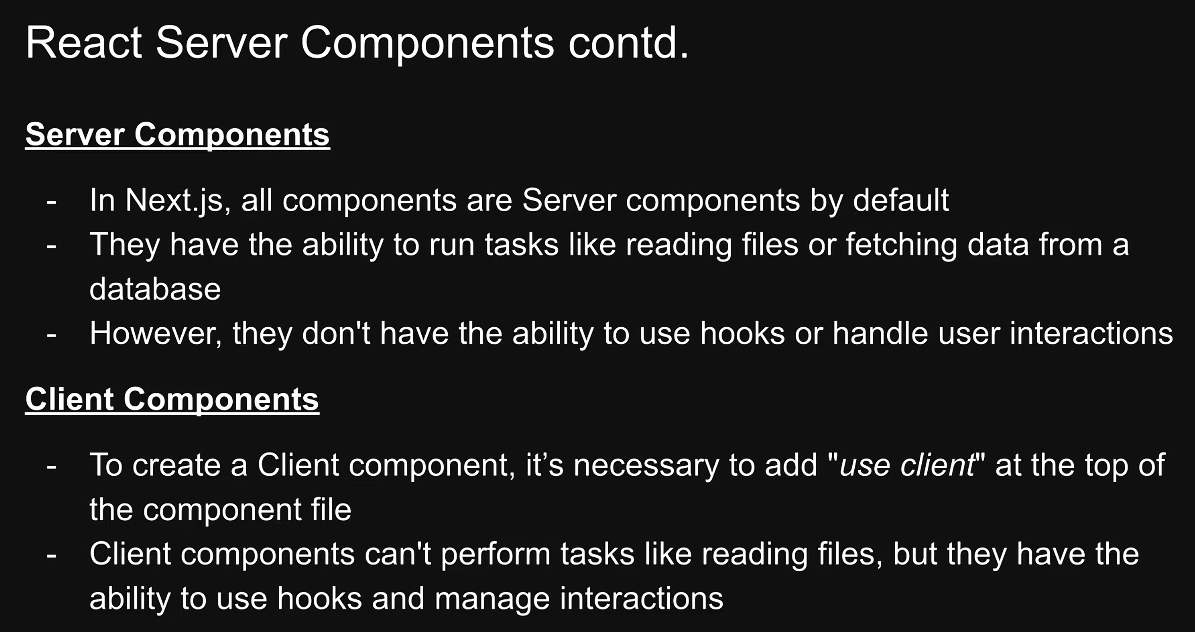 React Server Components contd.
Server Components
- In Next.js, all components are Server components by default
- They have the ability to run tasks like reading files or fetching data from a
database
- However, they don't have the ability to use hooks or handle user interactions
Client Components
- To create a Client component, it’s necessary to add "use client" at the top of
the component file
- Client components can't perform tasks like reading files, but they have the
ability to use hooks and manage interactions